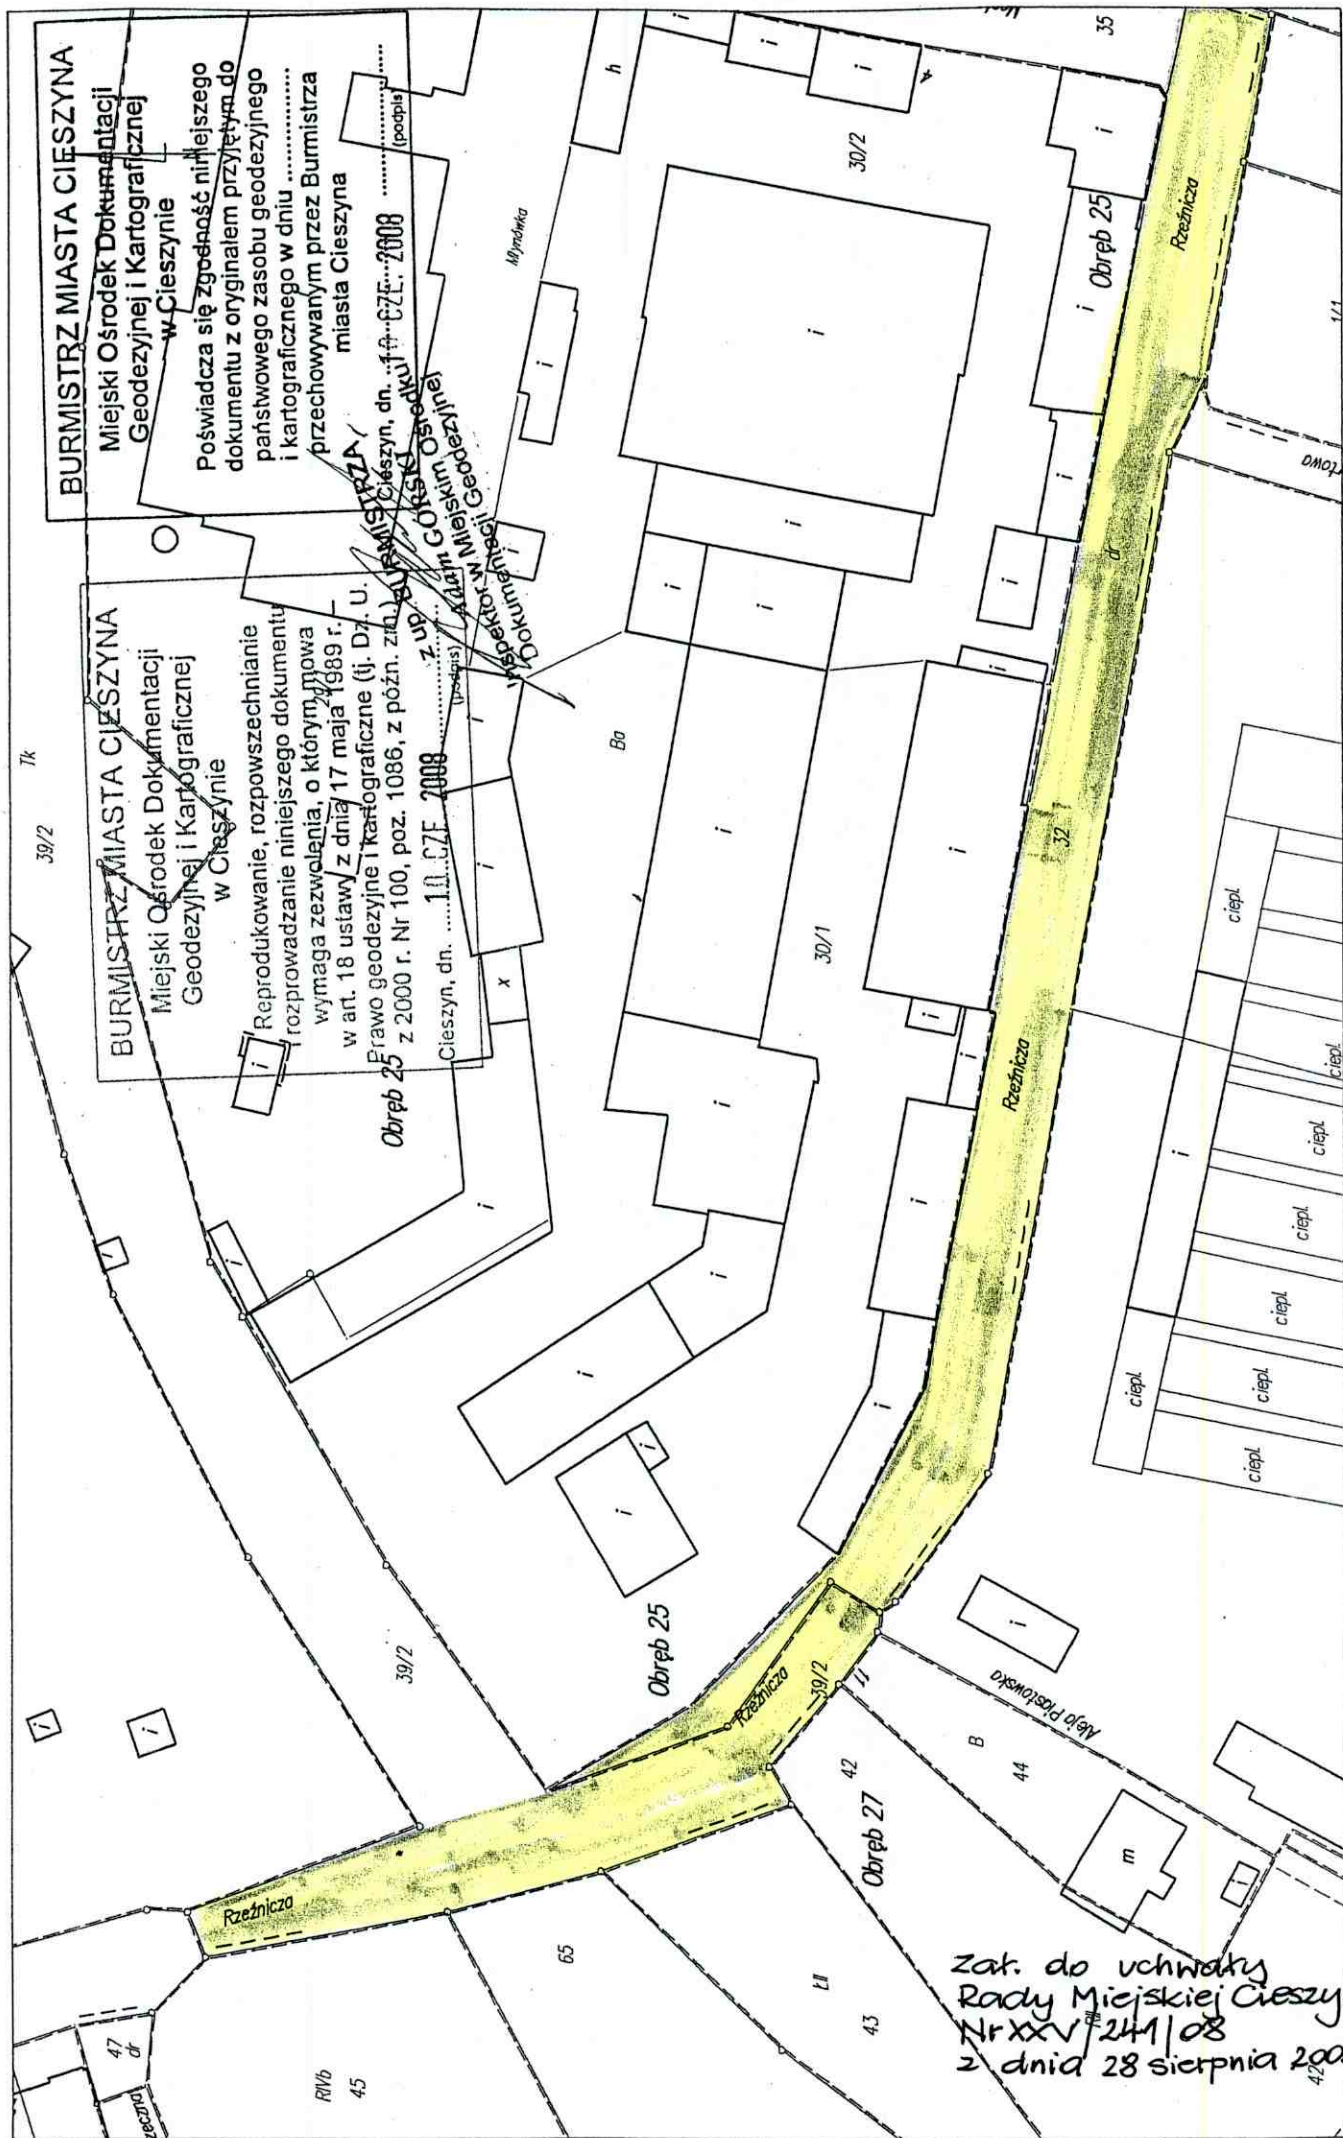 BURMISTRZ MIASTA CIESZYNA
Miejski Ośrodek Dokumentacji
Geodezyjnej i Kartograficznej
w Cieszynie
Poświadcza się zgodność niniejszego
dokumentu z oryginałem przyjętym do
państwowego zasobu geodezyjnego
i kartograficznego w dniu ..................
przechowywanym przez Burmistrza
miasta Cieszyna
Cieszyn, dn. ..10 CZE. 2008 ........................
(podpis)
BURMISTRZ MIASTA CIESZYNA
Miejski Ośrodek Dokumentacji
Geodezyjnej i Kartograficznej
w Cieszynie
Reprodukowanie, rozpowszechnianie
i rozprowadzanie niniejszego dokumentu
wymaga zezwolenia, o którym mowa
w art. 18 ustawy z dnia 17 maja 1989 r. –
Prawo geodezyjne i kartograficzne (tj. Dz. U.
z 2000 r. Nr 100, poz. 1086, z późn. zm.)
Cieszyn, dn. ....10. CZE. 2008 ........................
(podpis)
z up. BURMISTRZA
Adam GÓRSKI
Inspektor w Miejskim Ośrodku
Dokumentacji Geodezyjnej
Tk
39/2
Obręb 25
x
i
i
i
i
i
i
i
h
i
i
i
4
35
30/2
Młynówka
i
i
i
i
i
i
Obręb 25
Rzeźnicza
i
i
i
i
i
Ba
i
i
30/1
dr
32
Rzeźnicza
i
i
i
i
i
i
i
i
i
i
39/2
Obręb 25
Rzeźnicza
39/2
Rzeźnicza
ciepl.
ciepl.
ciepl.
ciepl.
ciepl.
ciepl.
ciepl.
ciepl.
i
i
Aleja Piastowska
B
44
m
i
42
Obręb 27
65
ŁII
43
RIVb
45
47
dr
42
Zał. do uchwały
Rady Miejskiej Cieszy
Nr XXV/241/08
z dnia 28 sierpnia 200